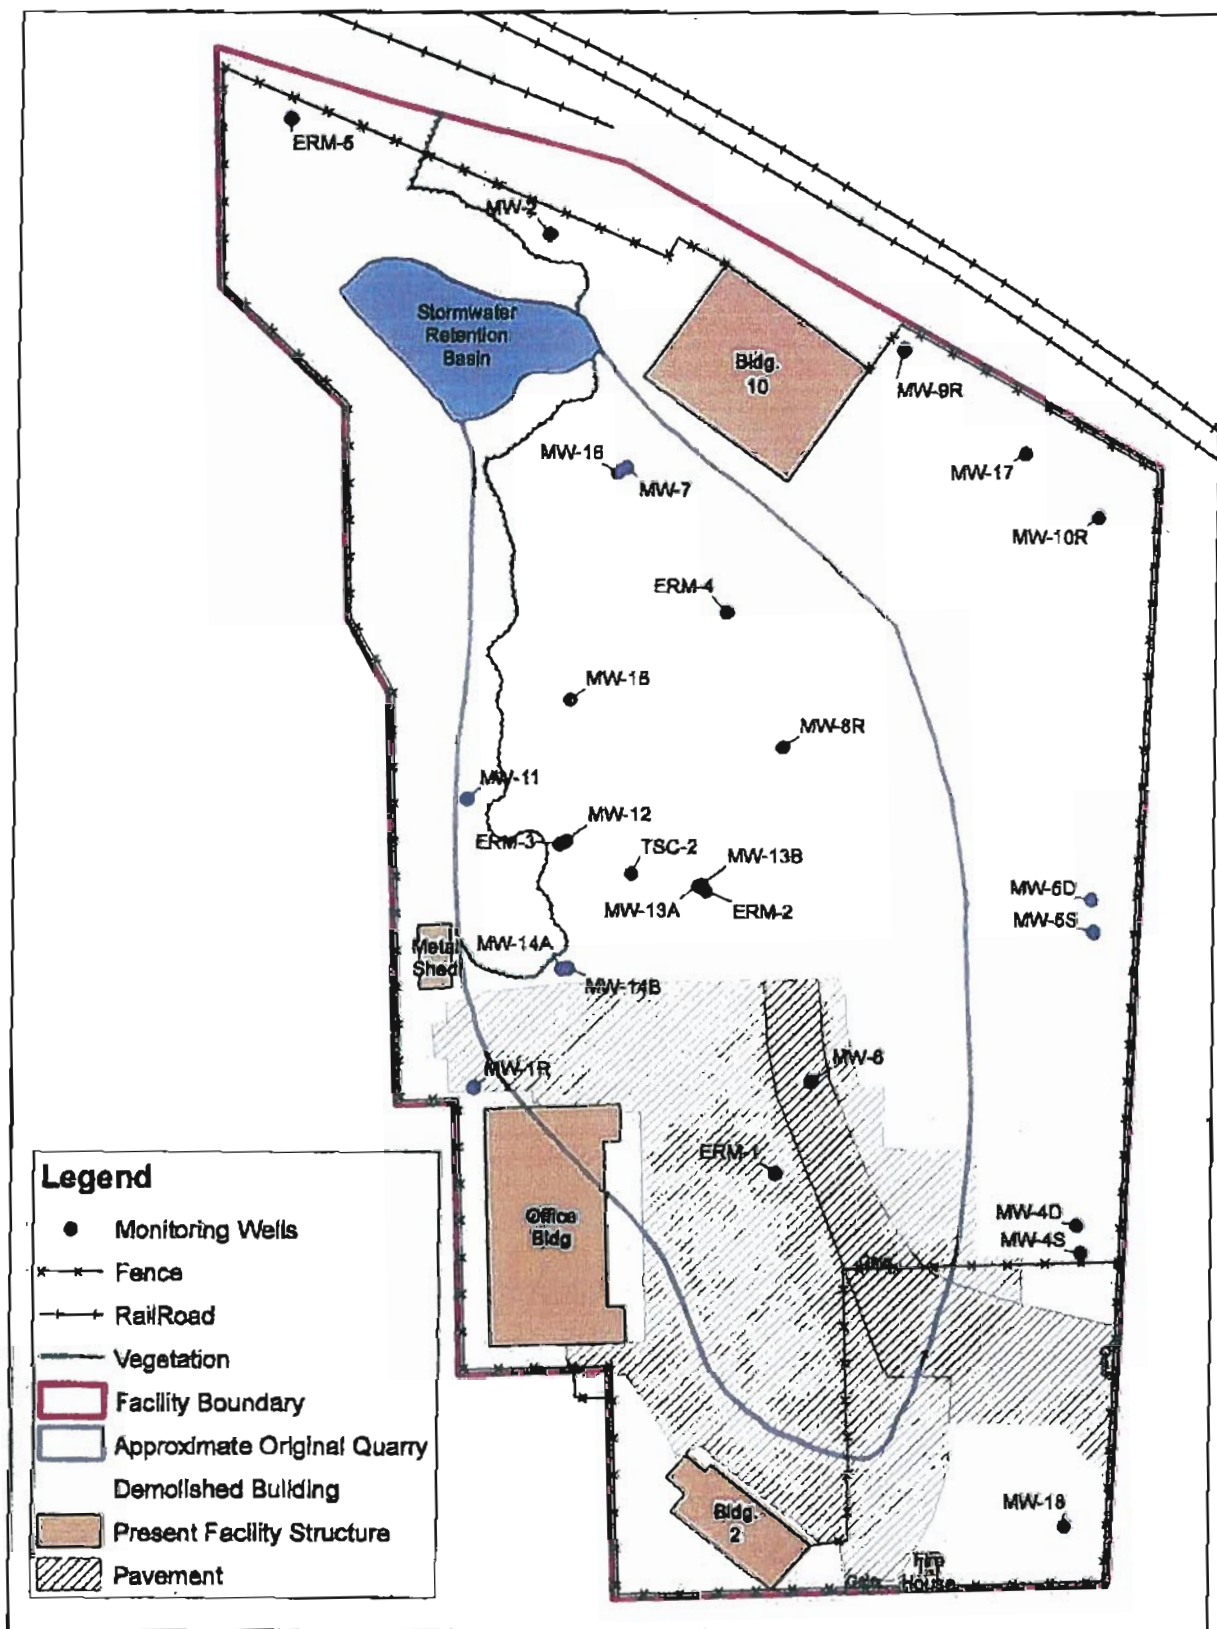 ERM-5
MW-2
Stormwater
Retention
Basin
Bldg.
10
MW-9R
MW-16
MW-7
MW-17
MW-10R
ERM-4
MW-15
MW-8R
MW-11
MW-12
ERM-3
TSC-2
MW-13B
MW-13A
ERM-2
MW-5D
MW-5S
Metal
Shed
MW-14A
MW-14B
MW-1R
MW-6
ERM-1
Office
Bldg
MW-4D
MW-4S
Bldg.
2
MW-18
Fire
House
Legend
Monitoring Wells
Fence
RailRoad
Vegetation
Facility Boundary
Approximate Original Quarry
Demolished Building
Present Facility Structure
Pavement